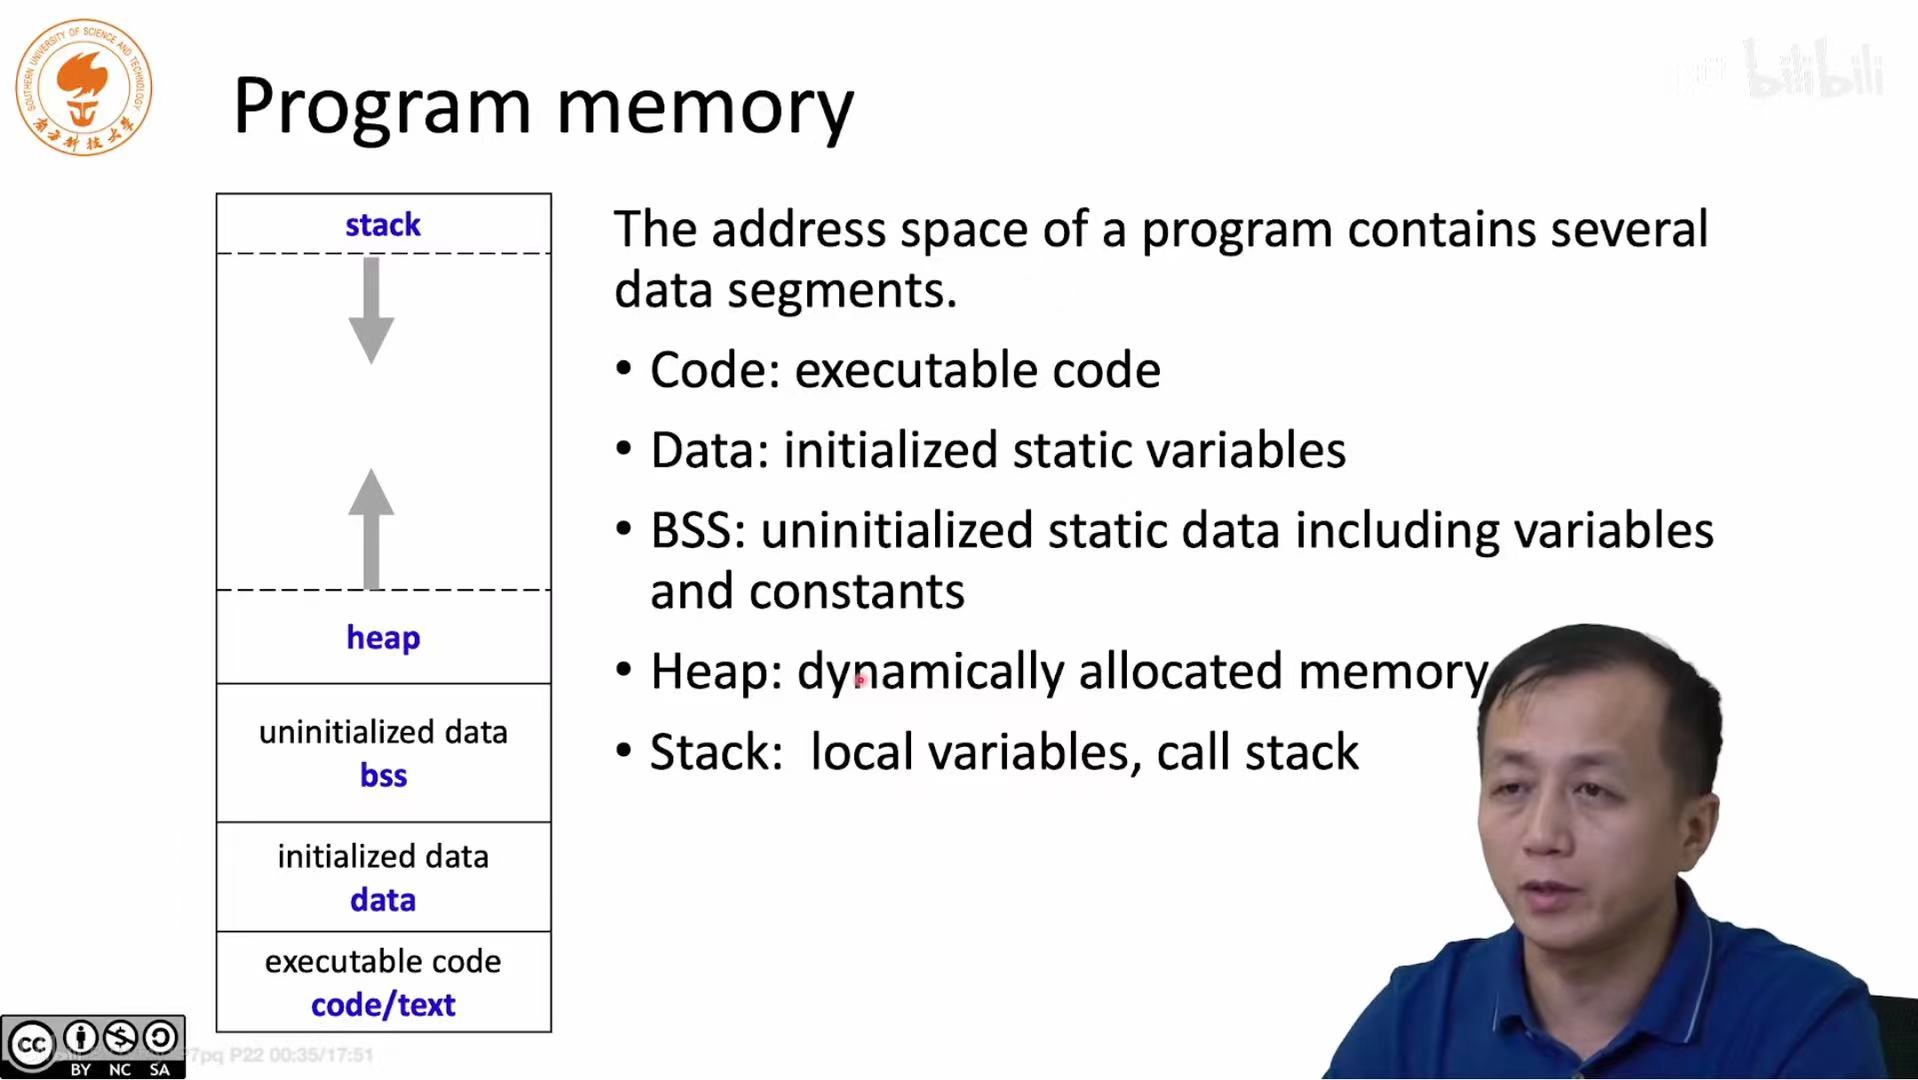 SOUTHERN UNIVERSITY OF SCIENCE AND TECHNOLOGY
南方科技大学
bilibili
Program memory
stack
heap
uninitialized data
bss
initialized data
data
executable code
code/text
The address space of a program contains several
data segments.
• Code: executable code
• Data: initialized static variables
• BSS: uninitialized static data including variables
and constants
• Heap: dynamically allocated memory
• Stack: local variables, call stack
cc
BY NC SA
7pq P22 00:35/17:51